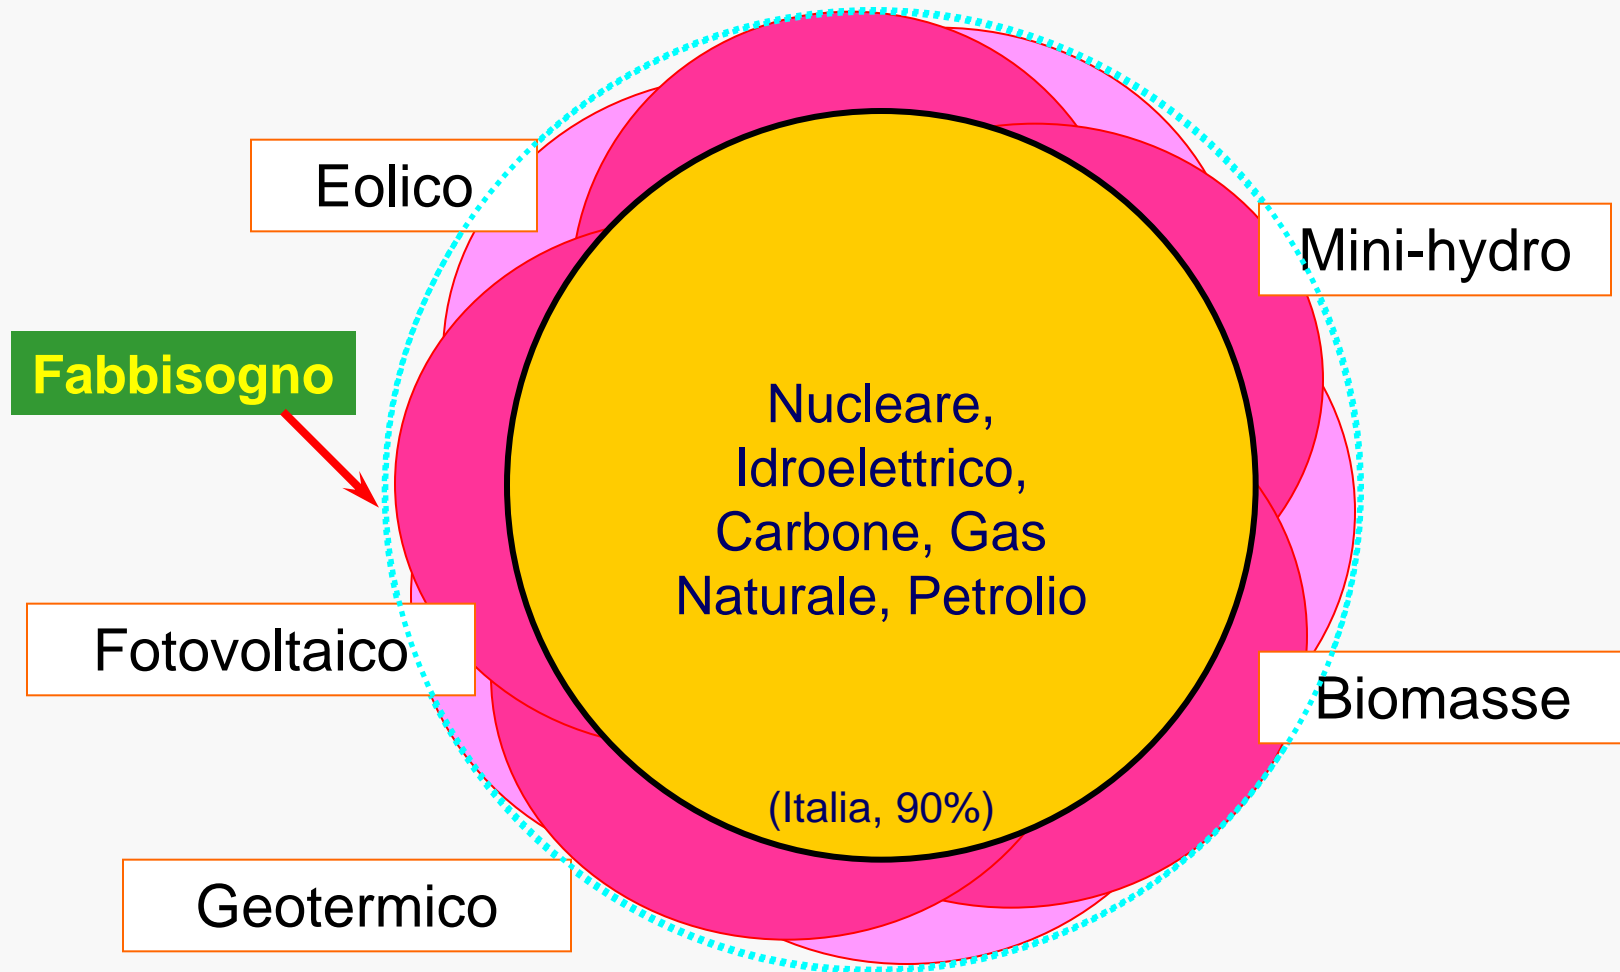 Eolico
Mini-hydro
Fabbisogno
Nucleare,
Idroelettrico,
Carbone, Gas
Naturale, Petrolio
Fotovoltaico
Biomasse
(Italia, 90%)
Geotermico